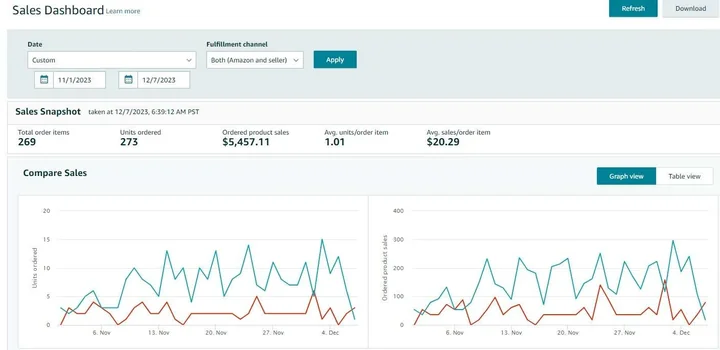 Sales Dashboard Learn more
Refresh
Download
Date
Fulfillment channel
Custom
Both (Amazon and seller)
Apply
11/1/2023
12/7/2023
Sales Snapshot taken at 12/7/2023, 6:39:12 AM PST
Total order items
Units ordered
Ordered product sales
Avg. units/order item
Avg. sales/order item
269
273
$5,457.11
1.01
$20.29
Compare Sales
Graph view
Table view
Units ordered
20
15
10
5
0
6. Nov
13. Nov
20. Nov
27. Nov
4. Dec
Ordered product sales
400
300
200
100
0
6. Nov
13. Nov
20. Nov
27. Nov
4. Dec